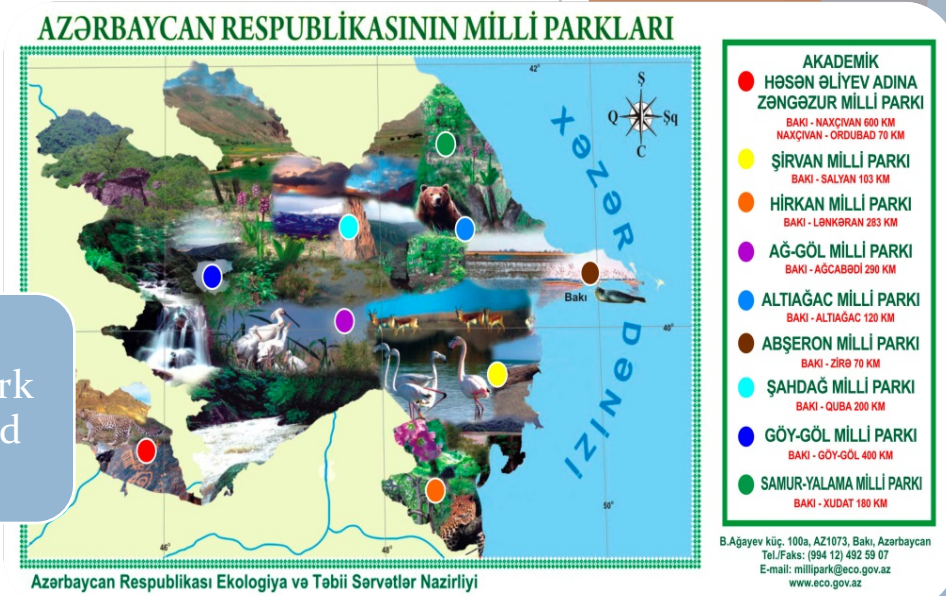 AZƏRBAYCAN RESPUBLİKASININ MİLLİ PARKLARI
42°
Ş
Q
Şq
C
XƏZƏR DƏNİZİ
Bakı
40°
46°
48°
50°
rk
d
AKADEMİK
HƏSƏN ƏLİYEV ADINA
ZƏNGƏZUR MİLLİ PARKI
BAKI - NAXÇIVAN 600 KM
NAXÇIVAN - ORDUBAD 70 KM
ŞİRVAN MİLLİ PARKI
BAKI - SALYAN 103 KM
HİRKAN MİLLİ PARKI
BAKI - LƏNKƏRAN 283 KM
AĞ-GÖL MİLLİ PARKI
BAKI - AĞCABƏDİ 290 KM
ALTIAĞAC MİLLİ PARKI
BAKI - ALTIAĞAC 120 KM
ABŞERON MİLLİ PARKI
BAKI - ZİRƏ 70 KM
ŞAHDAĞ MİLLİ PARKI
BAKI - QUBA 200 KM
GÖY-GÖL MİLLİ PARKI
BAKI - GÖY-GÖL 400 KM
SAMUR-YALAMA MİLLİ PARKI
BAKI - XUDAT 180 KM
B.Ağayev küç. 100a, AZ1073, Bakı, Azərbaycan
Tel./Faks: (994 12) 492 59 07
E-mail: millipark@eco.gov.az
www.eco.gov.az
Azərbaycan Respublikası Ekologiya və Təbii Sərvətlər Nazirliyi